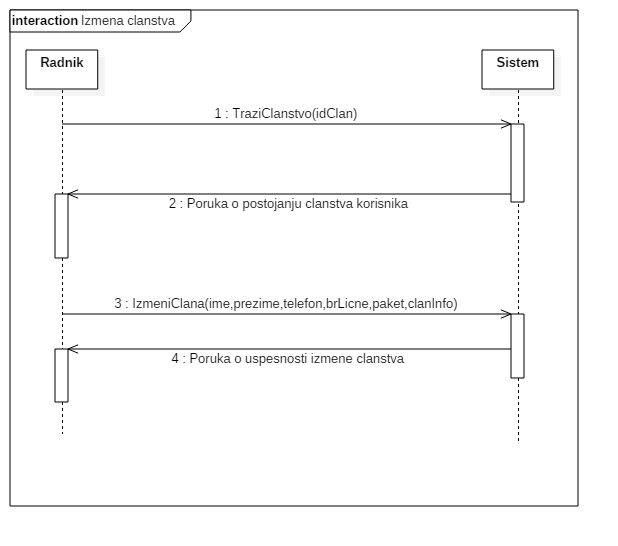 interaction Izmena clanstva
Radnik
Sistem
1 : TraziClanstvo(idClan)
2 : Poruka o postojanju clanstva korisnika
3 : IzmeniClana(ime,prezime,telefon,brLicne,paket,clanInfo)
4 : Poruka o uspesnosti izmene clanstva